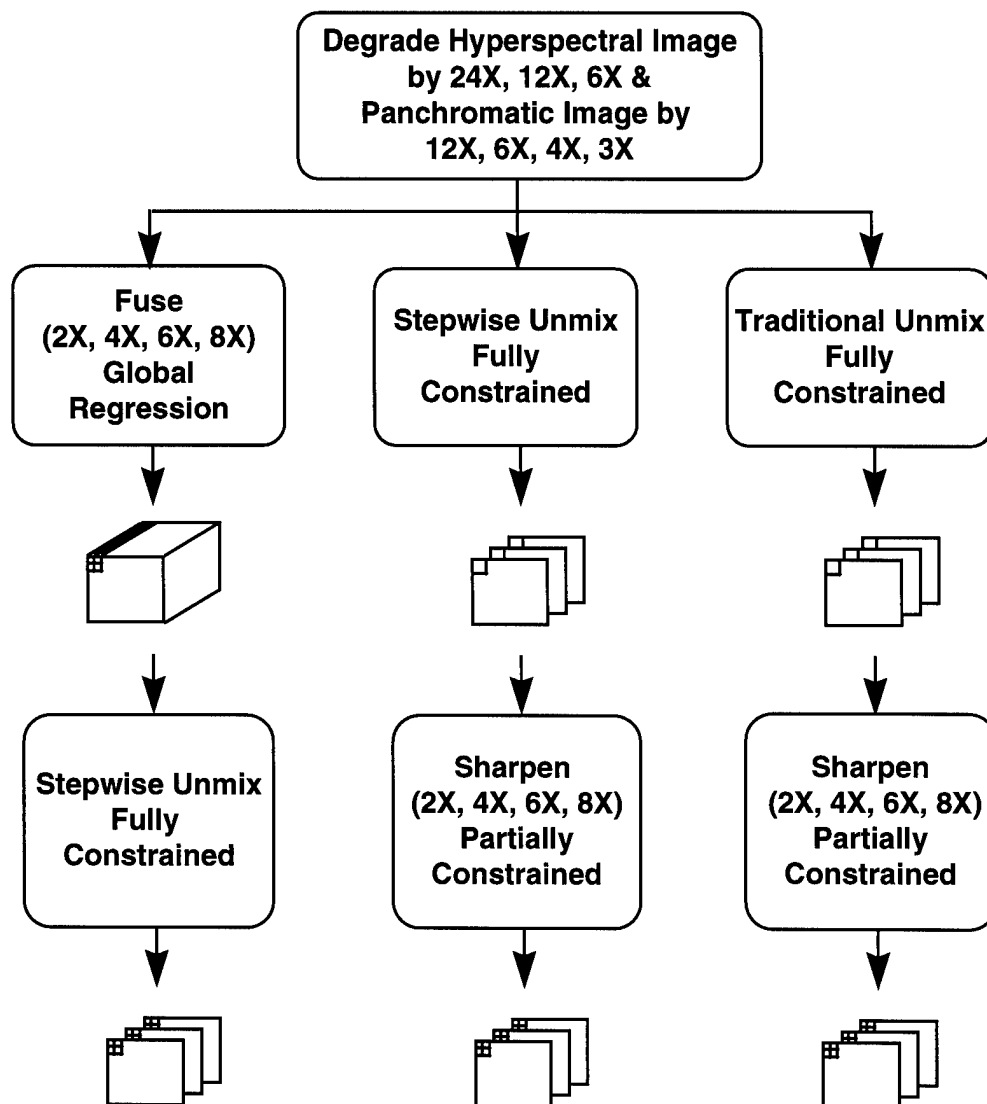 Degrade Hyperspectral Image
by 24X, 12X, 6X &
Panchromatic Image by
12X, 6X, 4X, 3X
Fuse
(2X, 4X, 6X, 8X)
Global
Regression
Stepwise Unmix
Fully
Constrained
Traditional Unmix
Fully
Constrained
Stepwise Unmix
Fully
Constrained
Sharpen
(2X, 4X, 6X, 8X)
Partially
Constrained
Sharpen
(2X, 4X, 6X, 8X)
Partially
Constrained